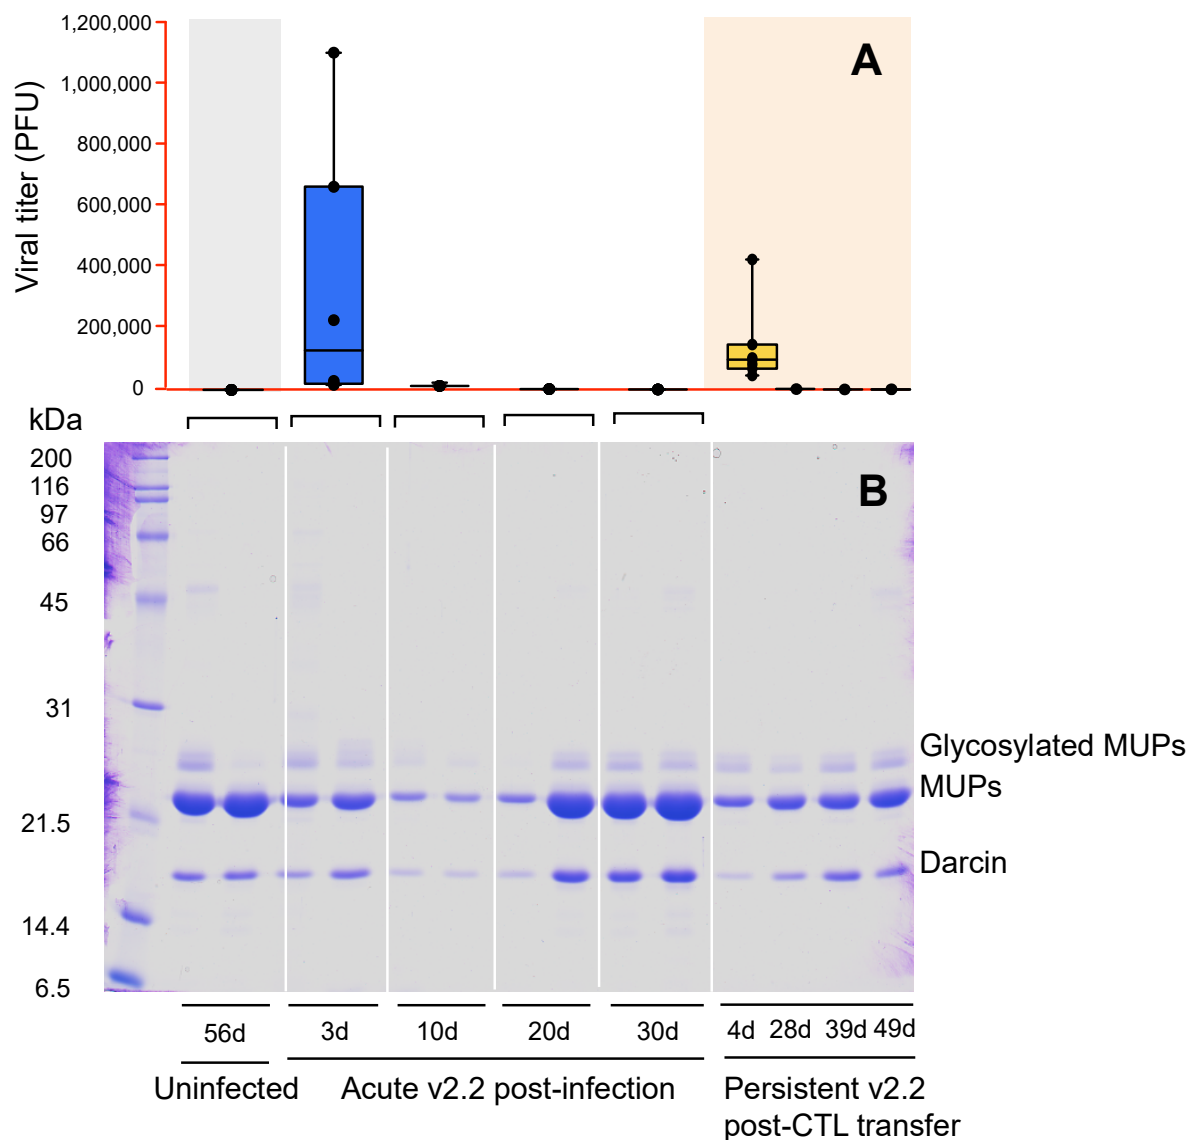 A
Viral titer (PFU)
1,200,000
1,000,000
800,000
600,000
400,000
200,000
0
kDa
200
116
97
66
45
31
21.5
14.4
6.5
B
Glycosylated MUPs
MUPs
Darcin
56d 3d 10d 20d 30d 4d 28d 39d 49d
Uninfected Acute v2.2 post-infection Persistent v2.2
post-CTL transfer